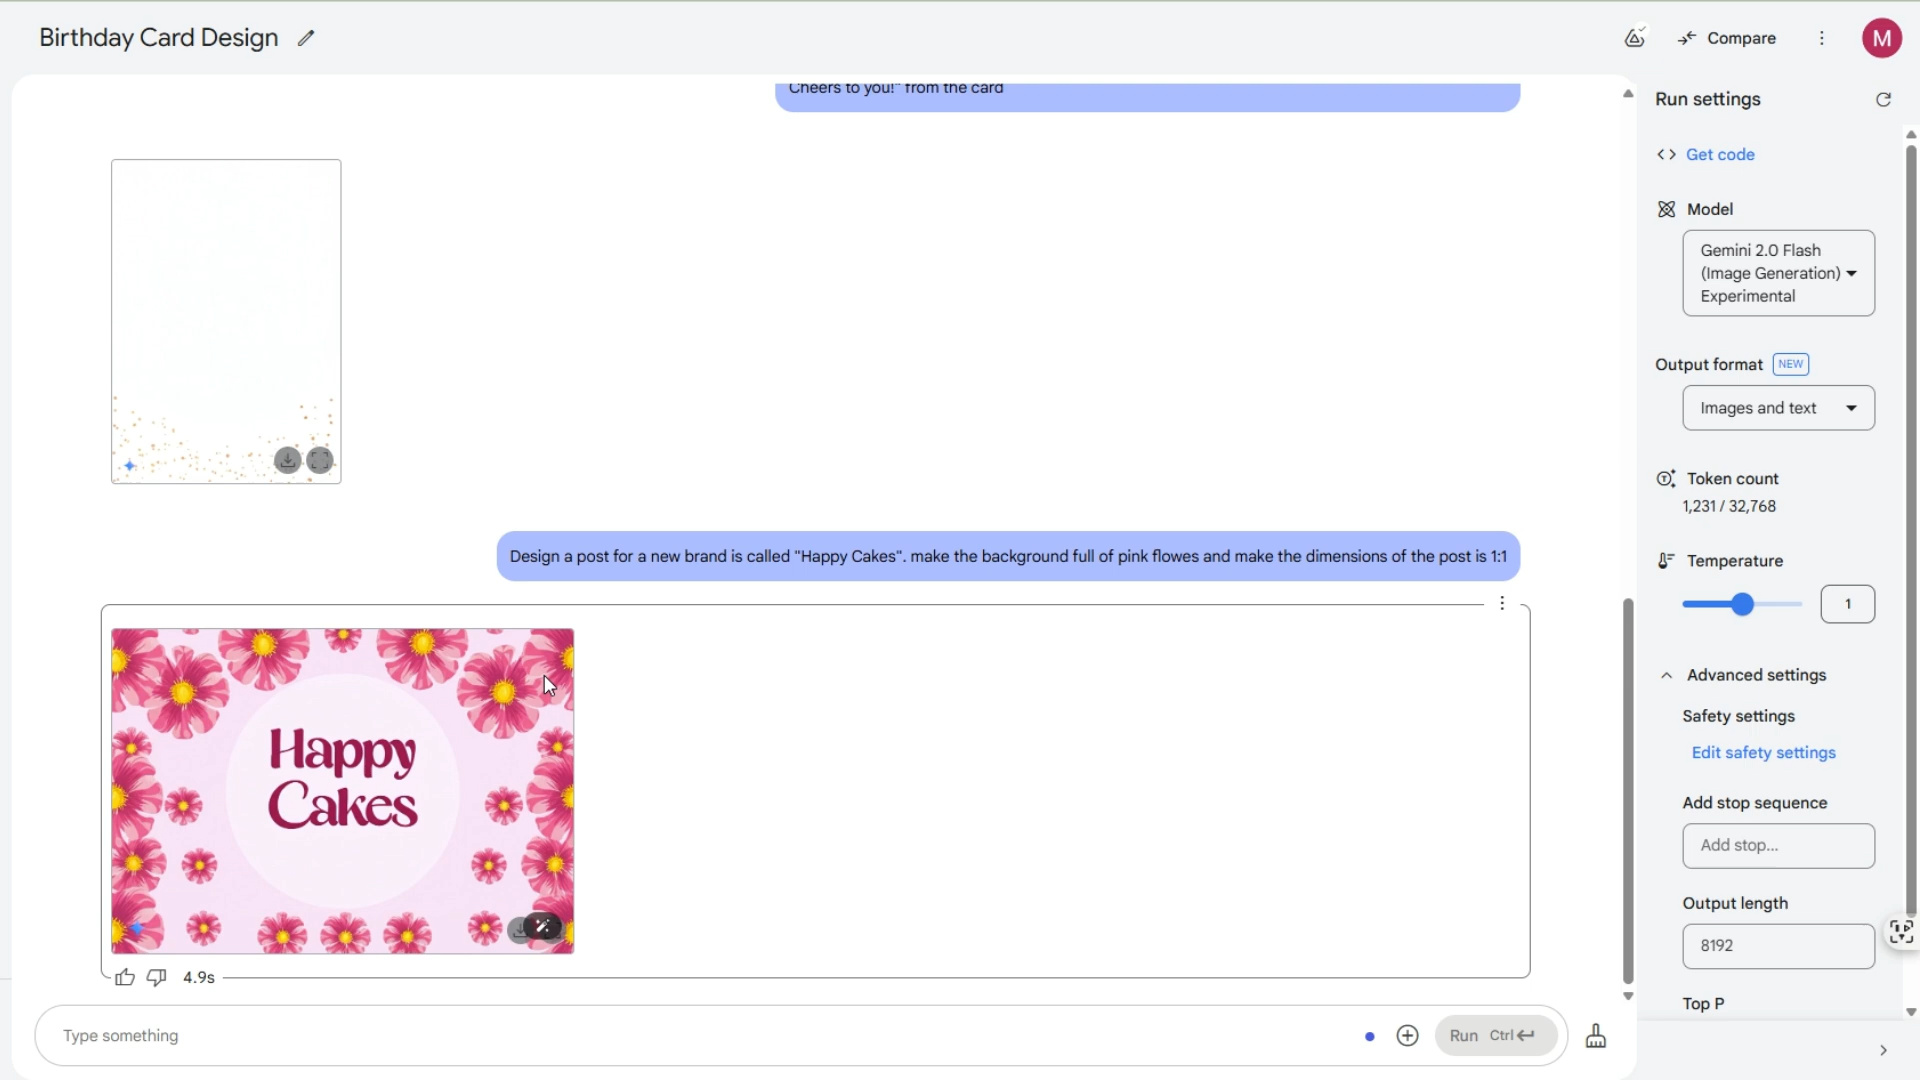 Birthday Card Design
Compare
M
Cheers to you!" from the card
Run settings
Get code
Model
Gemini 2.0 Flash
(Image Generation)
Experimental
Output format NEW
Images and text
Token count
1,231 / 32,768
Design a post for a new brand is called "Happy Cakes". make the background full of pink flowes and make the dimensions of the post is 1:1
Temperature
1
Happy
Cakes
Advanced settings
Safety settings
Edit safety settings
Add stop sequence
Add stop...
Output length
8192
4.9s
Top P
Type something
Run Ctrl